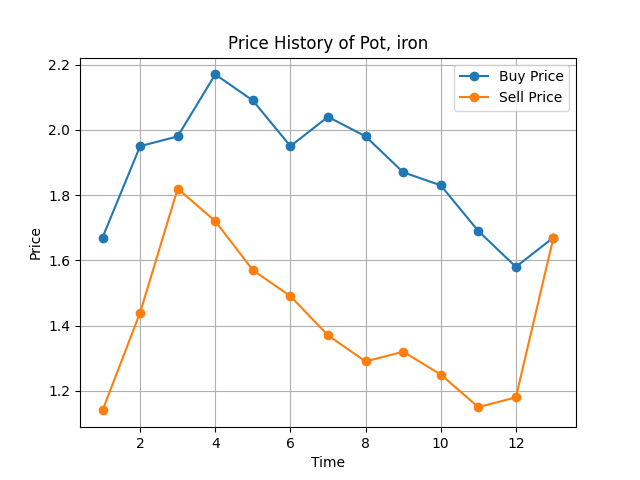 Price History of Pot, iron
Buy Price
Sell Price
2.2
2.0
1.8
1.6
1.4
1.2
Price
2 4 6 8 10 12
Time